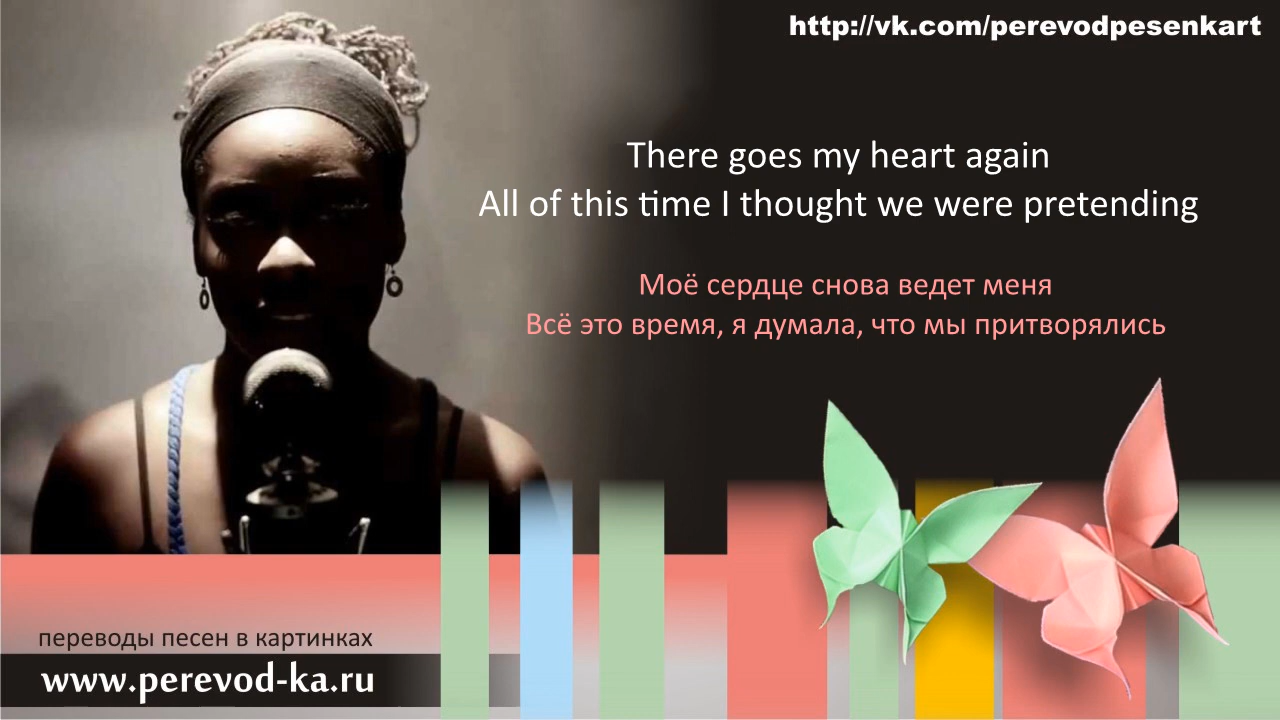 http://vk.com/perevodpesenkart
There goes my heart again
All of this time I thought we were pretending
Моё сердце снова ведет меня
Всё это время, я думала, что мы притворялись
переводы песен в картинках
www.perevod-ka.ru